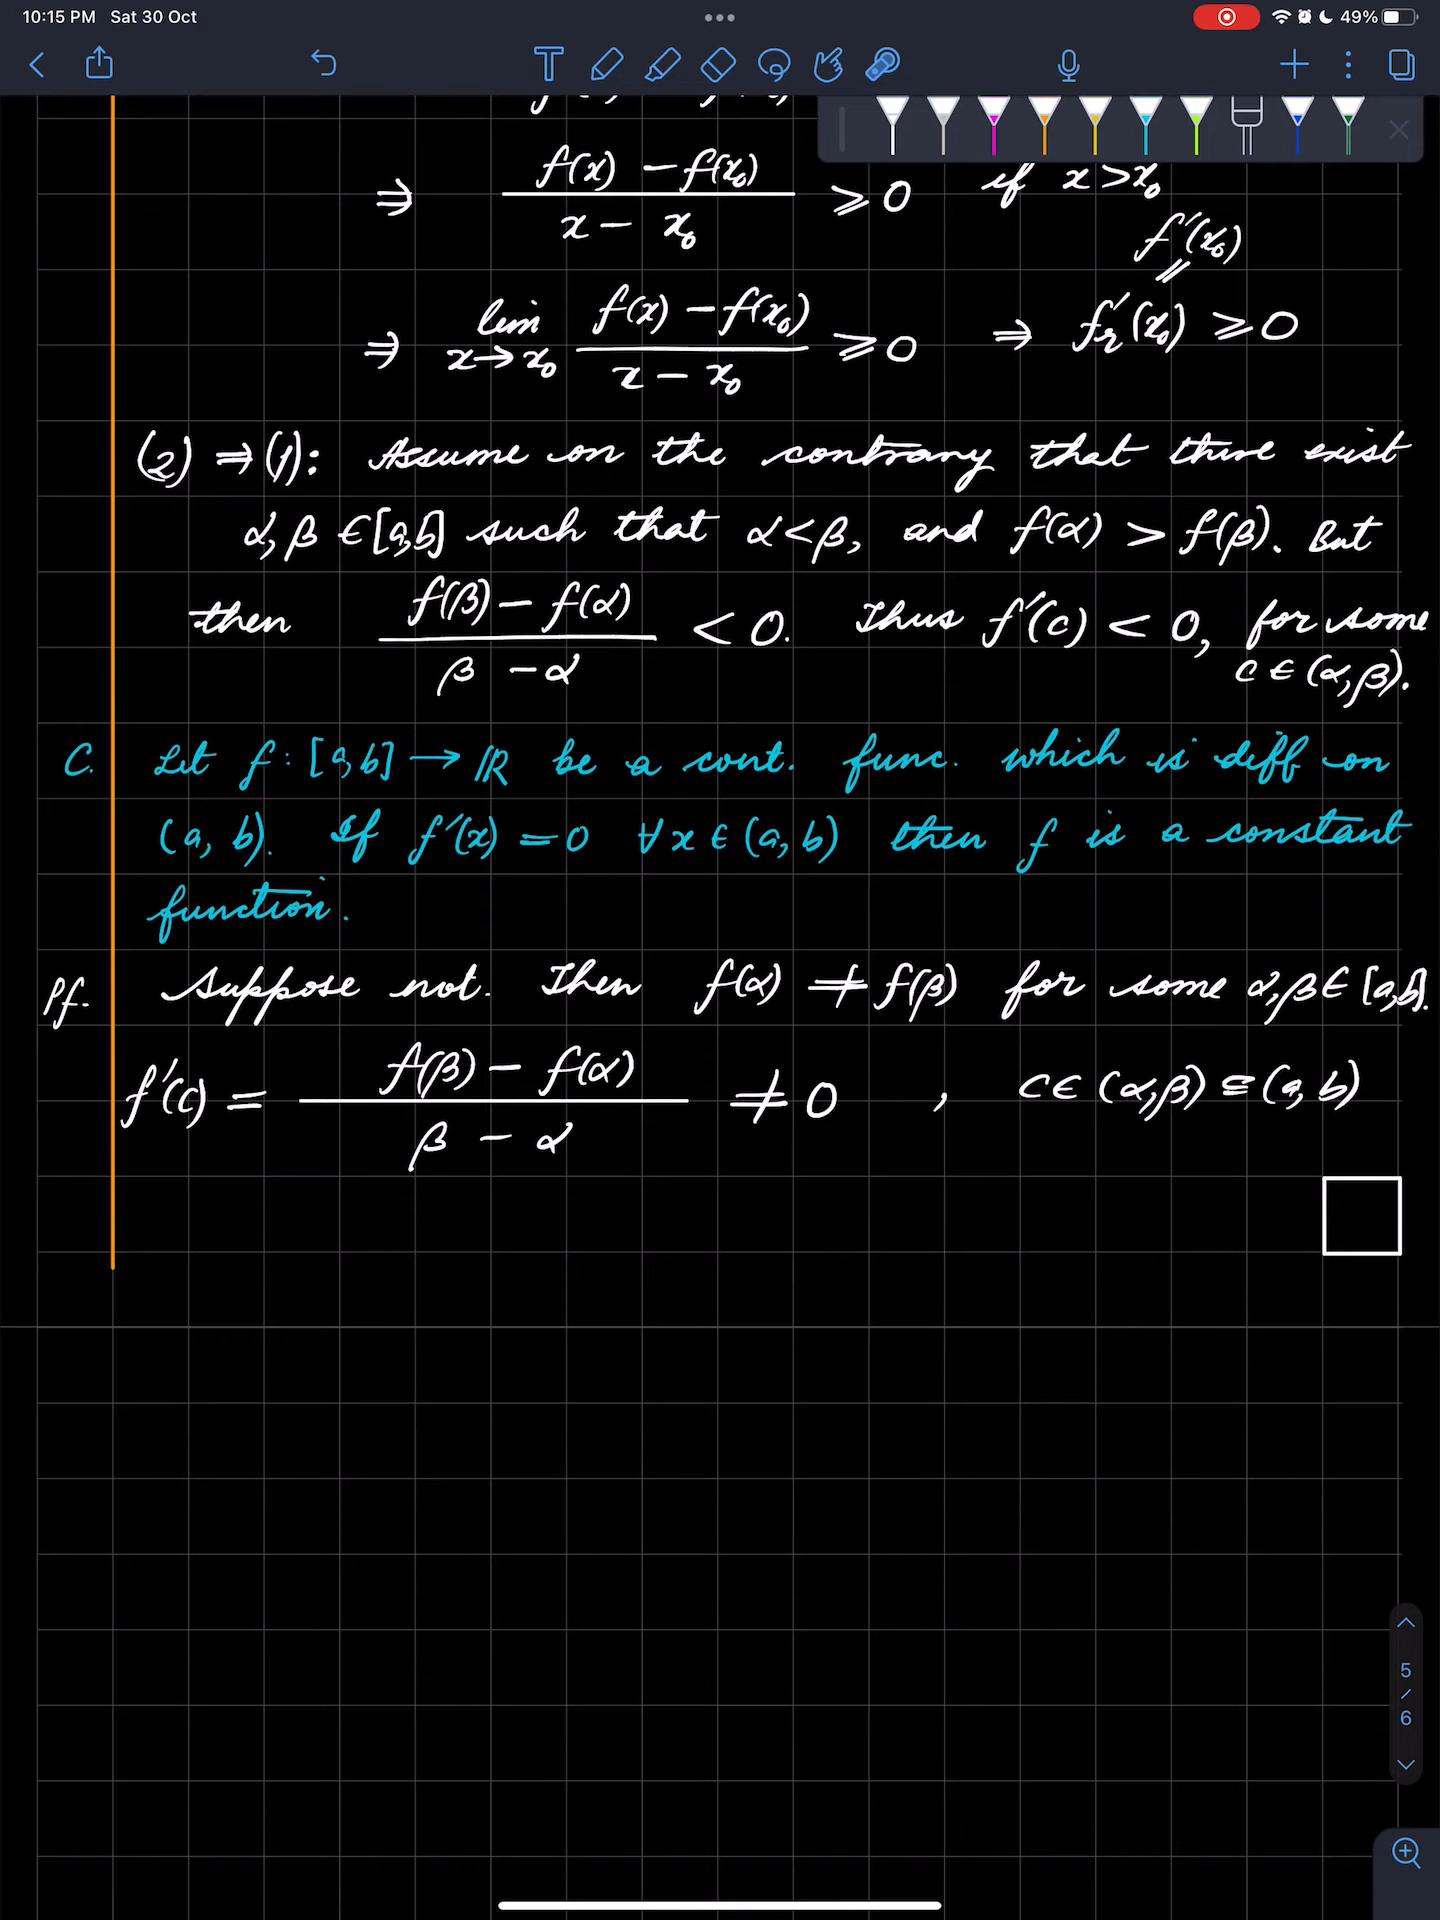 10:15 PM Sat 30 Oct
49%
⇒ f(x) - f(x₀) / x - x₀ ⩾ 0 if x > x₀
f'(x₀)
⇒ lim x→x₀ f(x) - f(x₀) / x - x₀ ⩾ 0 ⇒ f'r(x₀) ⩾ 0
(2) ⇒ (1): Assume on the contrary that there exist
α, β ∈ [a,b] such that α < β, and f(α) > f(β). But
then f(β) - f(α) / β - α < 0. Thus f'(c) < 0, for some
c ∈ (α, β).
C. Let f: [a,b] → ℝ be a cont. func. which is diff on
(a, b). If f'(x) = 0 ∀ x ∈ (a, b) then f is a constant
function.
Pf. Suppose not. Then f(α) ≠ f(β) for some α, β ∈ [a,b].
f'(c) = f(β) - f(α) / β - α ≠ 0 , c ∈ (α, β) ⊆ (a, b)
5
/
6